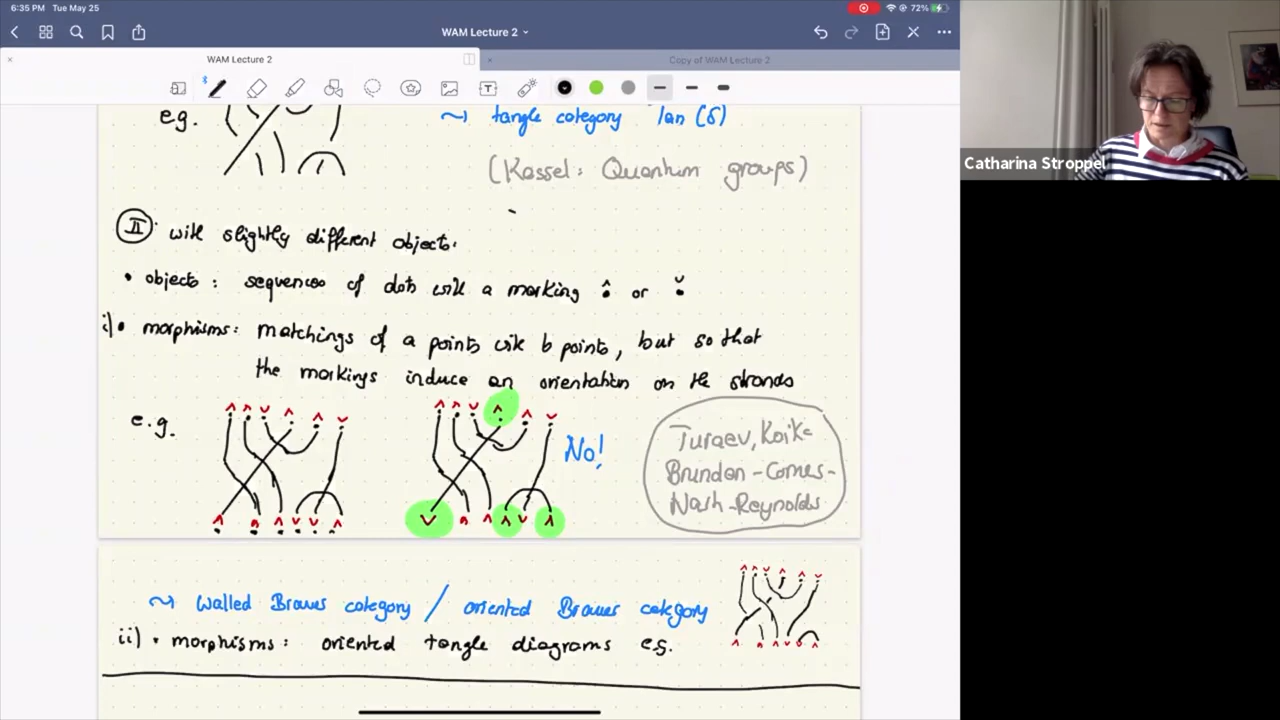 6:35 PM Tue May 25
72%
WAM Lecture 2
WAM Lecture 2
Copy of WAM Lecture 2
e.g.
~> tangle category Tan (δ)
(Kassel: Quantum groups)
II with slightly different objects.
• objects: sequences of dots with a marking ^ or v
i) • morphisms: matchings of a points with b points, but so that
the markings induce an orientation on the strands
e.g.
No!
Turaev, Koike
Brundan - Comes -
Nash - Reynolds
~> Walled Brauer category / oriented Brauer category
ii) • morphisms: oriented tangle diagrams e.g.
Catharina Stroppel